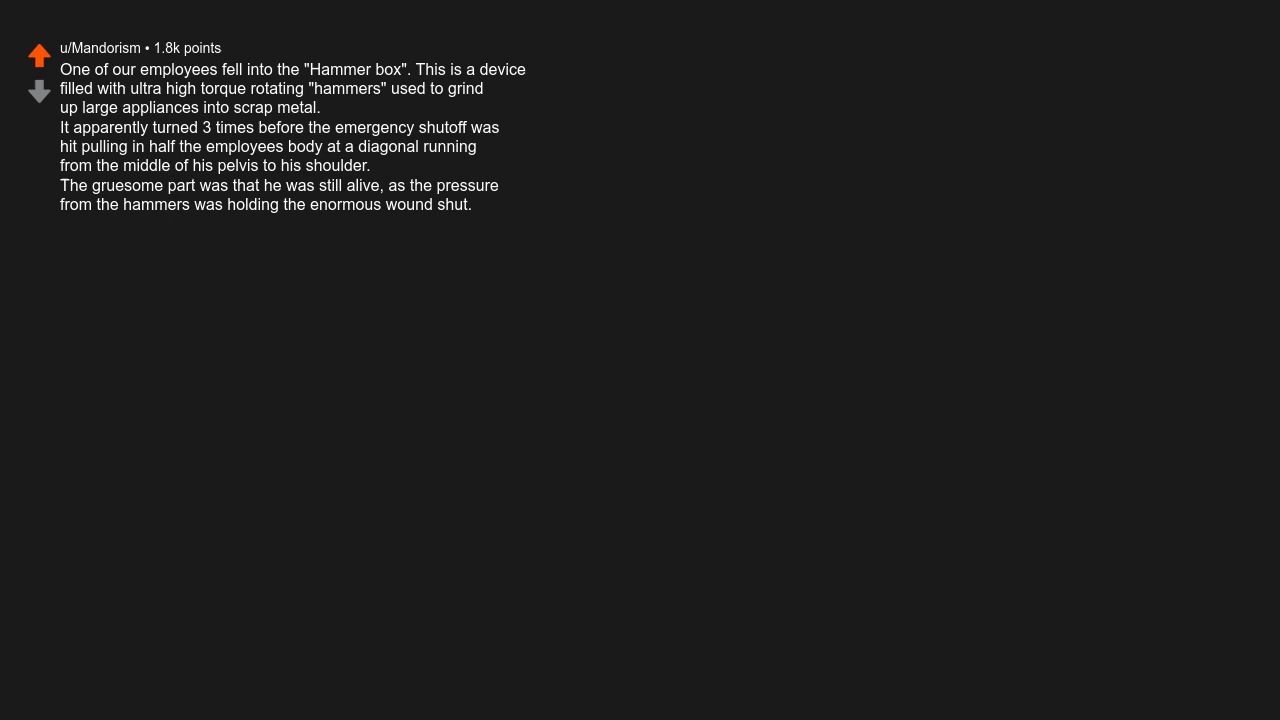 u/Mandorism • 1.8k points
One of our employees fell into the "Hammer box". This is a device
filled with ultra high torque rotating "hammers" used to grind
up large appliances into scrap metal.
It apparently turned 3 times before the emergency shutoff was
hit pulling in half the employees body at a diagonal running
from the middle of his pelvis to his shoulder.
The gruesome part was that he was still alive, as the pressure
from the hammers was holding the enormous wound shut.